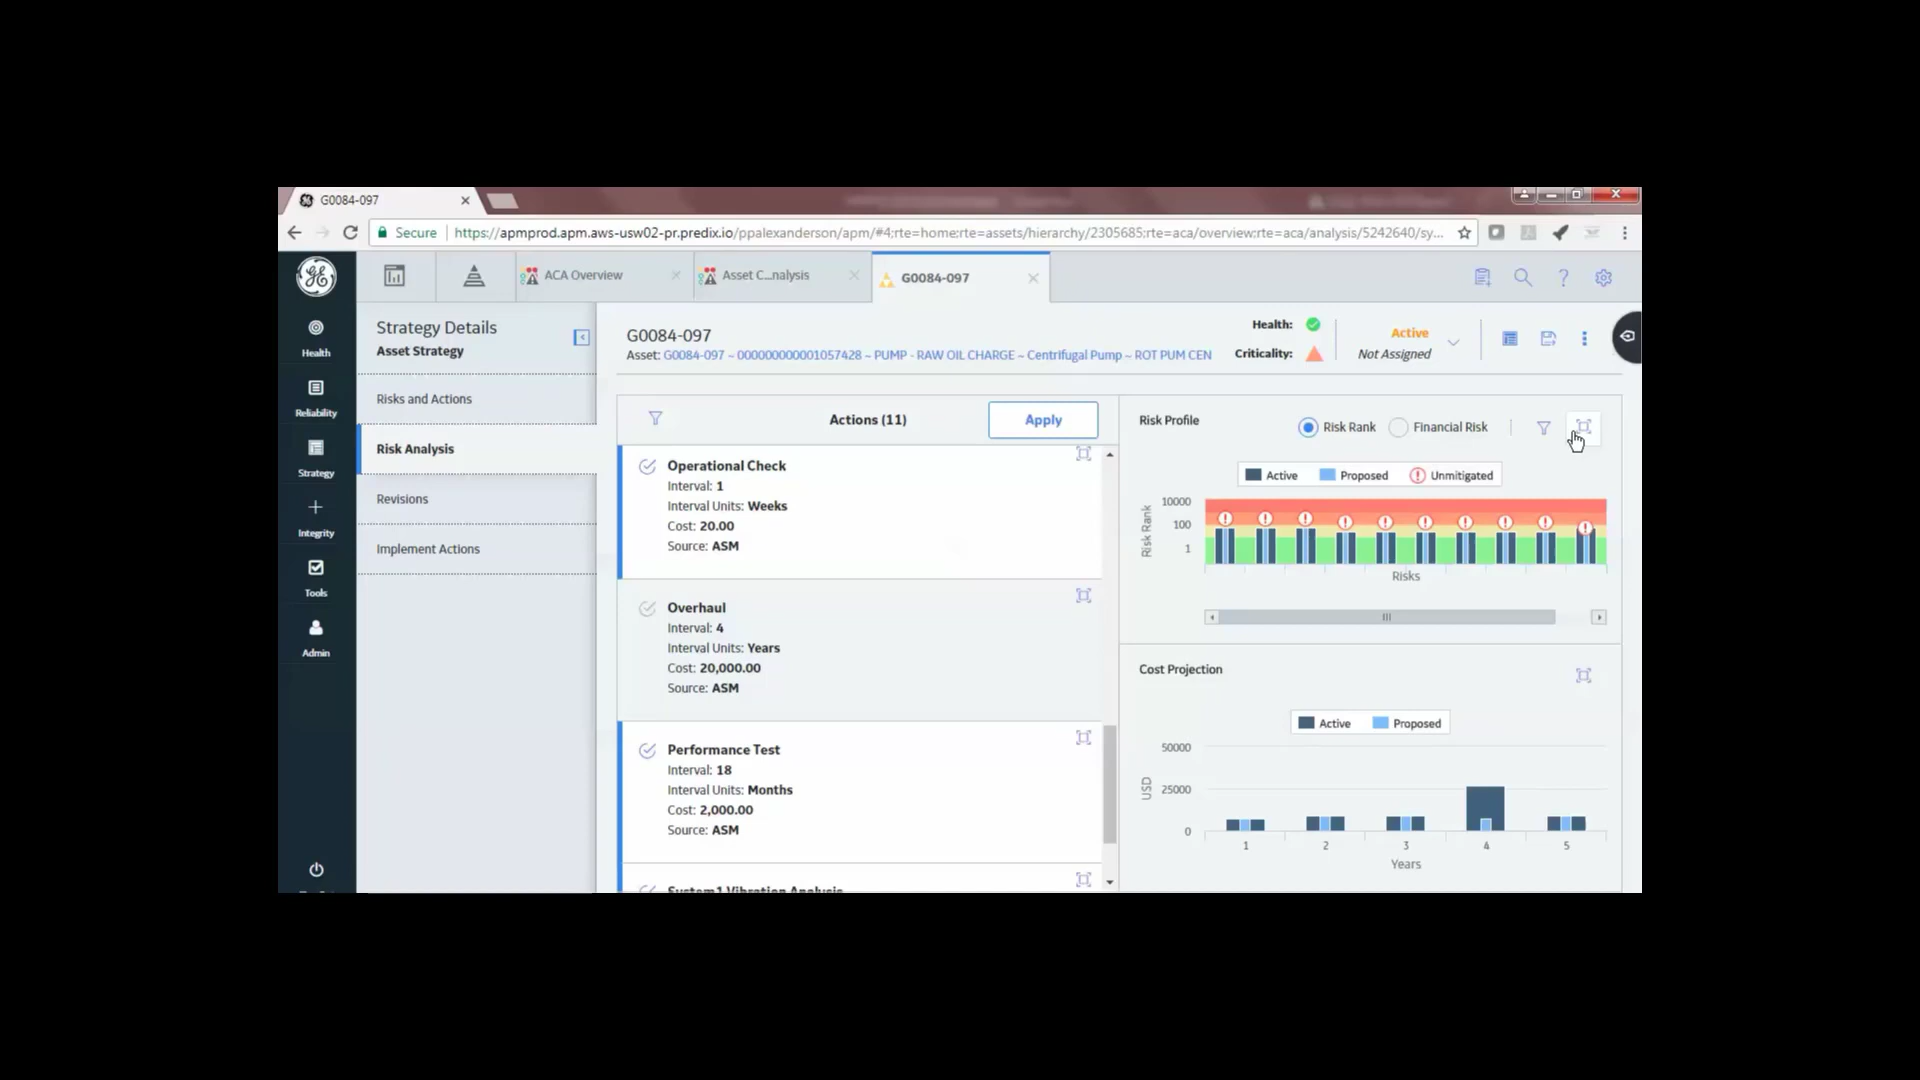 G0084-097
Secure
https://apmprod.apm.aws-usw02-pr.predix.io/ppalexanderson/apm/#4;rte=home;rte=assets/hierarchy/2305685;rte=aca/overview;rte=aca/analysis/5242640/sy...
ACA Overview
Asset C...nalysis
G0084-097
Health
Reliability
Strategy
Integrity
Tools
Admin
Strategy Details
Asset Strategy
Risks and Actions
Risk Analysis
Revisions
Implement Actions
G0084-097
Asset: G0084-097 ~ 000000000001057428 ~ PUMP - RAW OIL CHARGE ~ Centrifugal Pump ~ ROT PUM CEN
Health:
Criticality:
Active
Not Assigned
Actions (11)
Apply
Operational Check
Interval: 1
Interval Units: Weeks
Cost: 20.00
Source: ASM
Overhaul
Interval: 4
Interval Units: Years
Cost: 20,000.00
Source: ASM
Performance Test
Interval: 18
Interval Units: Months
Cost: 2,000.00
Source: ASM
System1 Vibration Analysis
Risk Profile
Risk Rank
Financial Risk
Active
Proposed
Unmitigated
Risk Rank
10000
100
1
Risks
Cost Projection
Active
Proposed
USD
50000
25000
0
1 2 3 4 5
Years